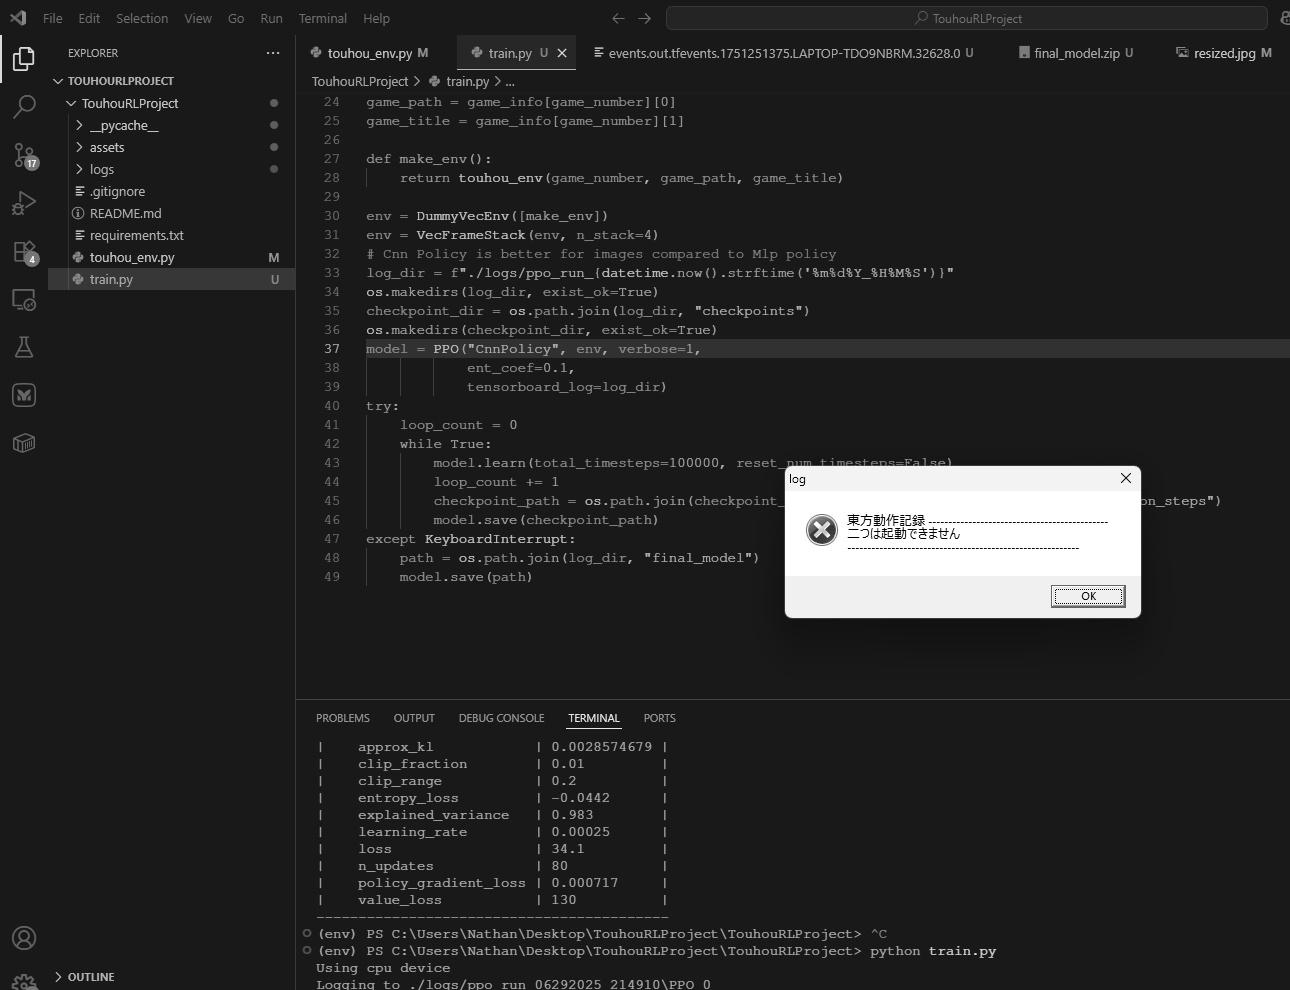 File Edit Selection View Go Run Terminal Help
TouhouRLProject
EXPLORER
TOUHOURLPROJECT
TouhouRLProject
__pycache__
assets
logs
.gitignore
README.md
requirements.txt
touhou_env.py M
train.py U
17
4
OUTLINE
touhou_env.py M train.py U events.out.tfevents.1751251375.LAPTOP-TDO9NBRM.32628.0 U final_model.zip U resized.jpg M
TouhouRLProject > train.py > ...
24 game_path = game_info[game_number][0]
25 game_title = game_info[game_number][1]
26
27 def make_env():
28 return touhou_env(game_number, game_path, game_title)
29
30 env = DummyVecEnv([make_env])
31 env = VecFrameStack(env, n_stack=4)
32 # Cnn Policy is better for images compared to Mlp policy
33 log_dir = f"./logs/ppo_run_{datetime.now().strftime('%m%d%Y_%H%M%S')}"
34 os.makedirs(log_dir, exist_ok=True)
35 checkpoint_dir = os.path.join(log_dir, "checkpoints")
36 os.makedirs(checkpoint_dir, exist_ok=True)
37 model = PPO("CnnPolicy", env, verbose=1,
38 ent_coef=0.1,
39 tensorboard_log=log_dir)
40 try:
41 loop_count = 0
42 while True:
43 model.learn(total_timesteps=100000, reset_num_timesteps=False)
44 loop_count += 1
45 checkpoint_path = os.path.join(checkpoint_ on_steps")
46 model.save(checkpoint_path)
47 except KeyboardInterrupt:
48 path = os.path.join(log_dir, "final_model")
49 model.save(path)
log
東方動作記録 ---------------------------------------------
二つは起動できません
----------------------------------------------------------
OK
PROBLEMS OUTPUT DEBUG CONSOLE TERMINAL PORTS
| approx_kl | 0.0028574679 |
| clip_fraction | 0.01 |
| clip_range | 0.2 |
| entropy_loss | -0.0442 |
| explained_variance | 0.983 |
| learning_rate | 0.00025 |
| loss | 34.1 |
| n_updates | 80 |
| policy_gradient_loss | 0.000717 |
| value_loss | 130 |
------------------------------------------
(env) PS C:\Users\Nathan\Desktop\TouhouRLProject\TouhouRLProject> ^C
(env) PS C:\Users\Nathan\Desktop\TouhouRLProject\TouhouRLProject> python train.py
Using cpu device
Logging to ./logs/ppo_run_06292025_214910\PPO_0